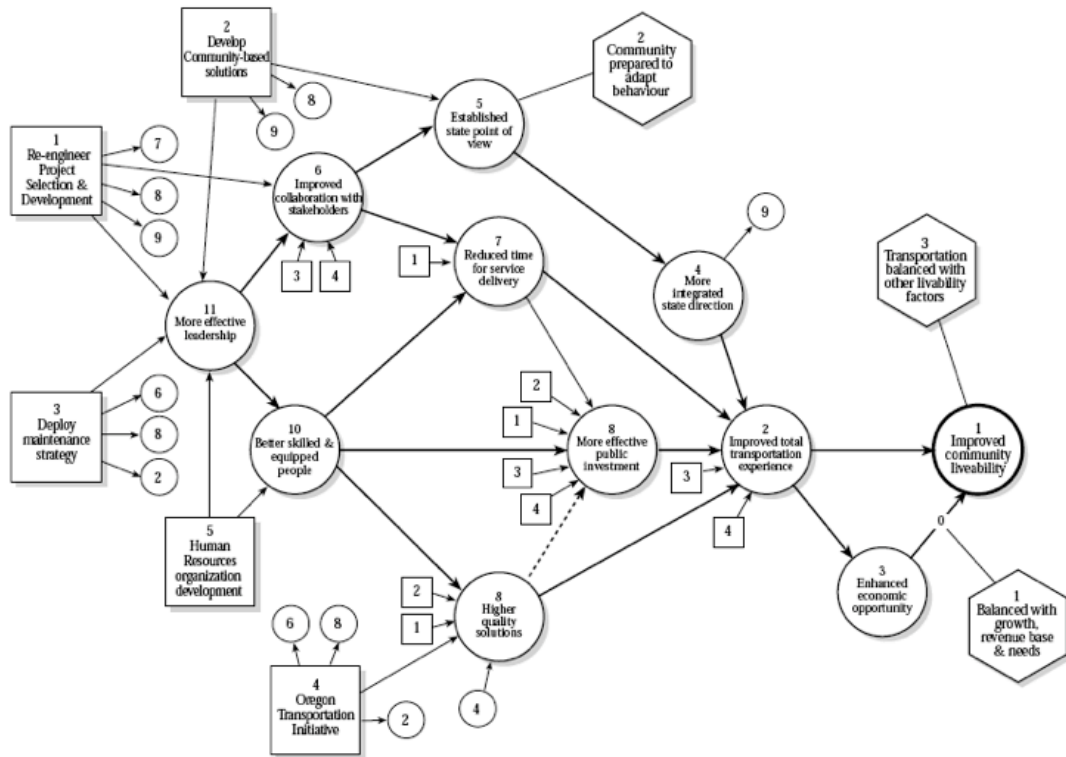 2
Develop
Community-based
solutions
8
9
2
Community
prepared to
adapt
behaviour
5
Established
state point of
view
1
Re-engineer
Project
Selection &
Development
7
8
9
6
Improved
collaboration with
stakeholders
3
4
7
Reduced time
for service
delivery
1
9
4
More
integrated
state direction
3
Transportation
balanced with
other livability
factors
11
More effective
leadership
3
Deploy
maintenance
strategy
6
8
2
10
Better skilled &
equipped
people
2
1
3
4
8
More effective
public
investment
2
Improved total
transportation
experience
3
4
1
Improved
community
liveability
0
5
Human
Resources
organization
development
2
1
8
Higher
quality
solutions
4
3
Enhanced
economic
opportunity
1
Balanced with
growth,
revenue base
& needs
6
8
4
Oregon
Transportation
Initiative
2